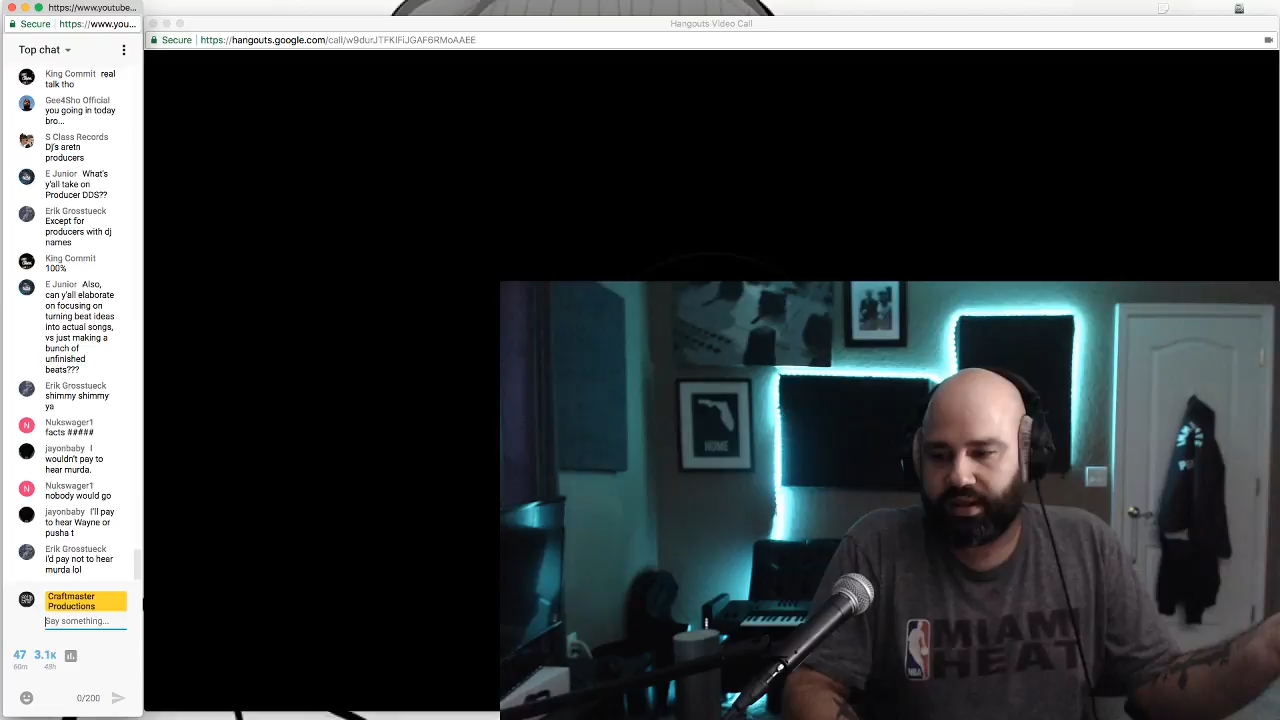 https://www.youtube...
Secure https://www.you...
Top chat
King Commit real
talk tho
Gee4Sho Official
you going in today
bro...
S Class Records
Dj's aretn
producers
E Junior What's
y'all take on
Producer DDS??
Erik Grosstueck
Except for
producers with dj
names
King Commit
100%
E Junior Also,
can y'all elaborate
on focusing on
turning beat ideas
into actual songs,
vs just making a
bunch of
unfinished
beats???
Erik Grosstueck
shimmy shimmy
ya
N Nukswager1
facts #####
jayonbaby I
wouldn't pay to
hear murda.
N Nukswager1
nobody would go
jayonbaby I'll pay
to hear Wayne or
pusha t
Erik Grosstueck
i'd pay not to hear
murda lol
Craftmaster
Productions
Say something...
47 3.1K
60m 48h
0/200
Hangouts Video Call
Secure https://hangouts.google.com/call/w9durJTFKIFiJGAF6RMoAAEE
HOME
NBA
MIAMI
HEAT